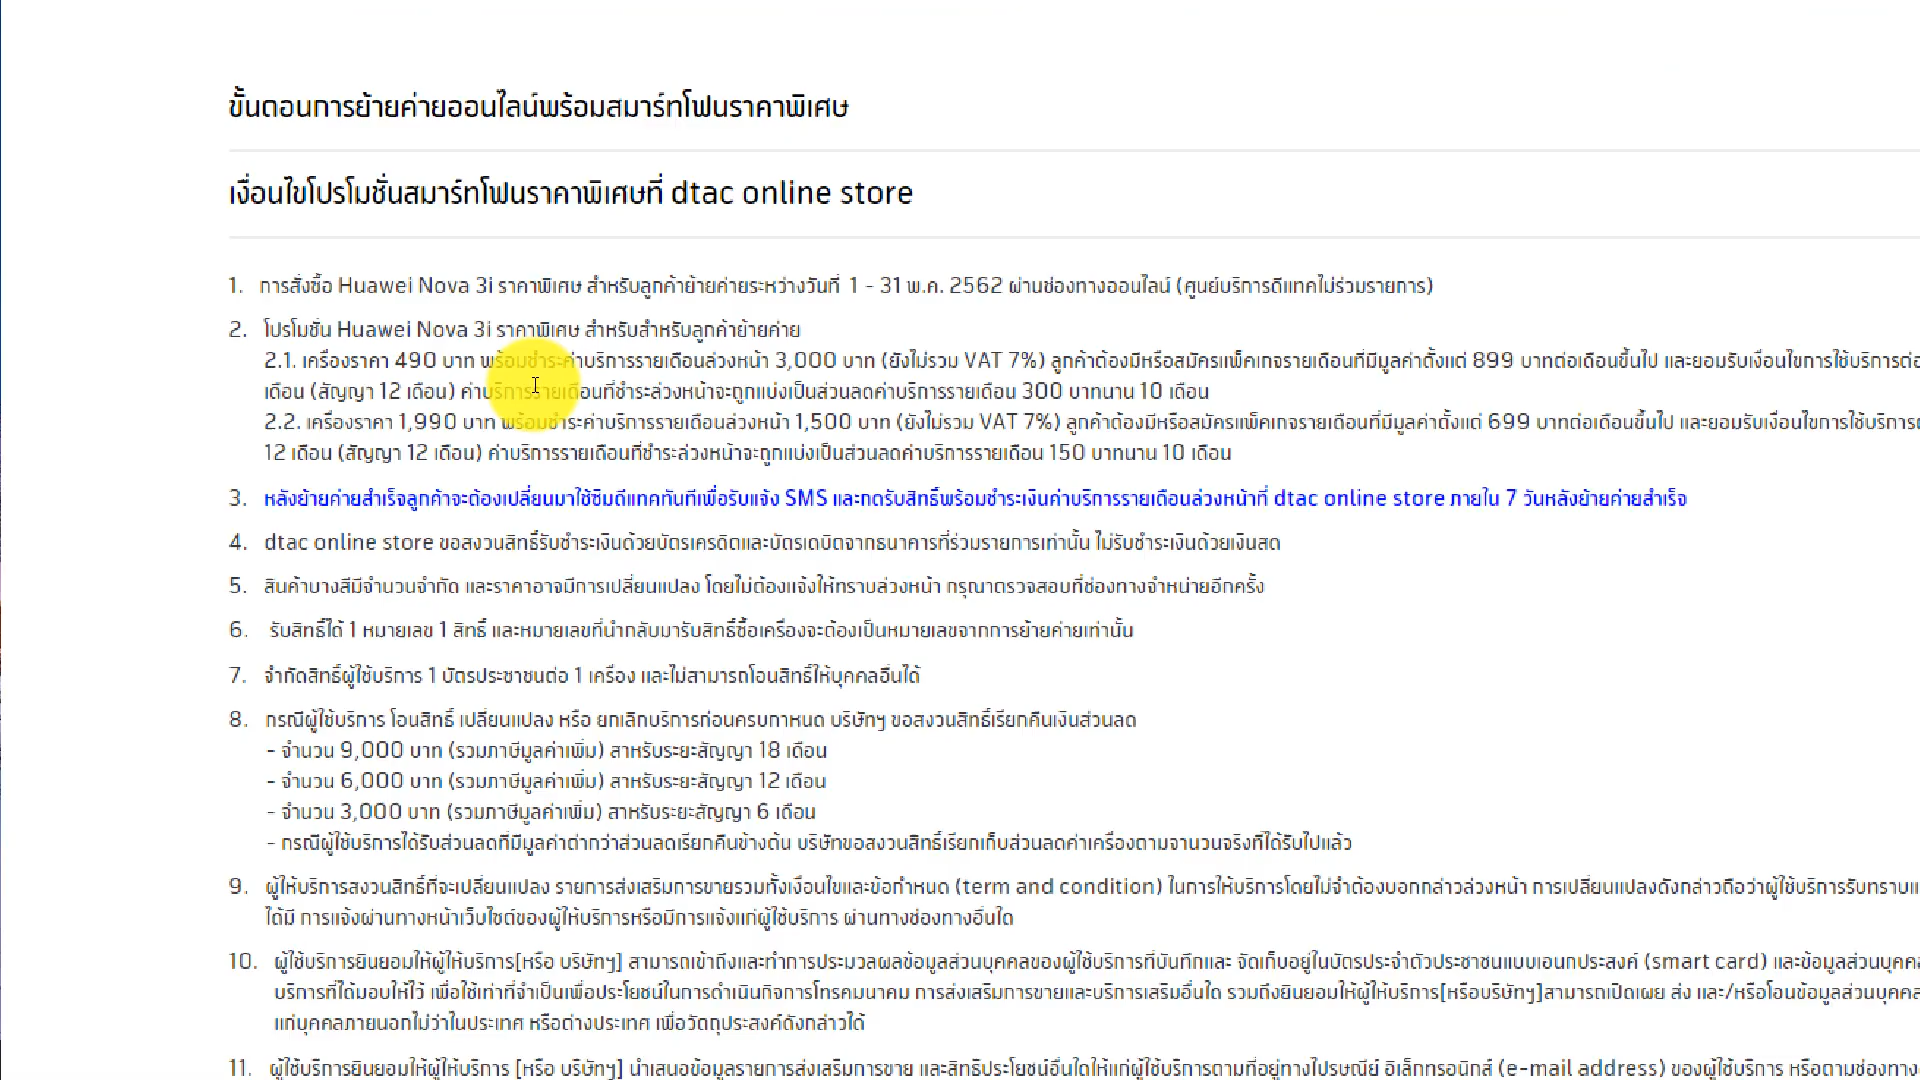 ขั้นตอนการย้ายค่ายออนไลน์พร้อมสมาร์ทโฟนราคาพิเศษ
เงื่อนไขโปรโมชั่นสมาร์ทโฟนราคาพิเศษที่ dtac online store
1. การสั่งซื้อ Huawei Nova 3i ราคาพิเศษ สำหรับลูกค้าย้ายค่ายระหว่างวันที่ 1 - 31 พ.ค. 2562 ผ่านช่องทางออนไลน์ (ศูนย์บริการดีแทคไม่ร่วมรายการ)
2. โปรโมชั่น Huawei Nova 3i ราคาพิเศษ สำหรับสำหรับลูกค้าย้ายค่าย
2.1. เครื่องราคา 490 บาท พร้อมชำระค่าบริการรายเดือนล่วงหน้า 3,000 บาท (ยังไม่รวม VAT 7%) ลูกค้าต้องมีหรือสมัครแพ็คเกจรายเดือนที่มีมูลค่าตั้งแต่ 899 บาทต่อเดือนขึ้นไป และยอมรับเงื่อนไขการใช้บริการต่อ
เดือน (สัญญา 12 เดือน) ค่าบริการรายเดือนที่ชำระล่วงหน้าจะถูกแบ่งเป็นส่วนลดค่าบริการรายเดือน 300 บาทนาน 10 เดือน
2.2. เครื่องราคา 1,990 บาท พร้อมชำระค่าบริการรายเดือนล่วงหน้า 1,500 บาท (ยังไม่รวม VAT 7%) ลูกค้าต้องมีหรือสมัครแพ็คเกจรายเดือนที่มีมูลค่าตั้งแต่ 699 บาทต่อเดือนขึ้นไป และยอมรับเงื่อนไขการใช้บริการ
12 เดือน (สัญญา 12 เดือน) ค่าบริการรายเดือนที่ชำระล่วงหน้าจะถูกแบ่งเป็นส่วนลดค่าบริการรายเดือน 150 บาทนาน 10 เดือน
3. หลังย้ายค่ายสำเร็จลูกค้าจะต้องเปลี่ยนมาใช้ซิมดีแทคทันทีเพื่อรับแจ้ง SMS และกดรับสิทธิ์พร้อมชำระเงินค่าบริการรายเดือนล่วงหน้าที่ dtac online store ภายใน 7 วันหลังย้ายค่ายสำเร็จ
4. dtac online store ขอสงวนสิทธิ์รับชำระเงินด้วยบัตรเครดิตและบัตรเดบิตจากธนาคารที่ร่วมรายการเท่านั้น ไม่รับชำระเงินด้วยเงินสด
5. สินค้าบางสีมีจำนวนจำกัด และราคาอาจมีการเปลี่ยนแปลง โดยไม่ต้องแจ้งให้ทราบล่วงหน้า กรุณาตรวจสอบที่ช่องทางจำหน่ายอีกครั้ง
6. รับสิทธิ์ได้ 1 หมายเลข 1 สิทธิ์ และหมายเลขที่นำกลับมารับสิทธิ์ซื้อเครื่องจะต้องเป็นหมายเลขจากการย้ายค่ายเท่านั้น
7. จำกัดสิทธิ์ผู้ใช้บริการ 1 บัตรประชาชนต่อ 1 เครื่อง และไม่สามารถโอนสิทธิ์ให้บุคคลอื่นได้
8. กรณีผู้ใช้บริการ โอนสิทธิ์ เปลี่ยนแปลง หรือ ยกเลิกบริการก่อนครบกาหนด บริษัทฯ ขอสงวนสิทธิ์เรียกคืนเงินส่วนลด
- จำนวน 9,000 บาท (รวมภาษีมูลค่าเพิ่ม) สาหรับระยะสัญญา 18 เดือน
- จำนวน 6,000 บาท (รวมภาษีมูลค่าเพิ่ม) สาหรับระยะสัญญา 12 เดือน
- จำนวน 3,000 บาท (รวมภาษีมูลค่าเพิ่ม) สาหรับระยะสัญญา 6 เดือน
- กรณีผู้ใช้บริการได้รับส่วนลดที่มีมูลค่าต่ากว่าส่วนลดเรียกคืนข้างต้น บริษัทขอสงวนสิทธิ์เรียกเก็บส่วนลดค่าเครื่องตามจานวนจริงที่ได้รับไปแล้ว
9. ผู้ให้บริการสงวนสิทธิ์ที่จะเปลี่ยนแปลง รายการส่งเสริมการขายรวมทั้งเงื่อนไขและข้อกำหนด (term and condition) ในการให้บริการโดยไม่จำต้องบอกกล่าวล่วงหน้า การเปลี่ยนแปลงดังกล่าวถือว่าผู้ใช้บริการรับทราบแ
ได้มี การแจ้งผ่านทางหน้าเว็บไซต์ของผู้ให้บริการหรือมีการแจ้งแก่ผู้ใช้บริการ ผ่านทางช่องทางอื่นใด
10. ผู้ใช้บริการยินยอมให้ผู้ให้บริการ[หรือ บริษัทฯ] สามารถเข้าถึงและทำการประมวลผลข้อมูลส่วนบุคคลของผู้ใช้บริการที่บันทึกและ จัดเก็บอยู่ในบัตรประจำตัวประชาชนแบบเอนกประสงค์ (smart card) และข้อมูลส่วนบุคค
บริการที่ได้มอบให้ไว้ เพื่อใช้เท่าที่จำเป็นเพื่อประโยชน์ในการดำเนินกิจการโทรคมนาคม การส่งเสริมการขายและบริการเสริมอื่นใด รวมถึงยินยอมให้ผู้ให้บริการ[หรือบริษัทฯ]สามารถเปิดเผย ส่ง และ/หรือโอนข้อมูลส่วนบุคคล
แก่บุคคลภายนอกไม่ว่าในประเทศ หรือต่างประเทศ เพื่อวัตถุประสงค์ดังกล่าวได้
11. ผู้ใช้บริการยินยอมให้ผู้ให้บริการ [หรือ บริษัทฯ] นำเสนอข้อมูลรายการส่งเสริมการขาย และสิทธิประโยชน์อื่นใดให้แก่ผู้ใช้บริการตามที่อยู่ทางไปรษณีย์ อิเล็กทรอนิกส์ (e-mail address) ของผู้ใช้บริการ หรือตามช่องทาง